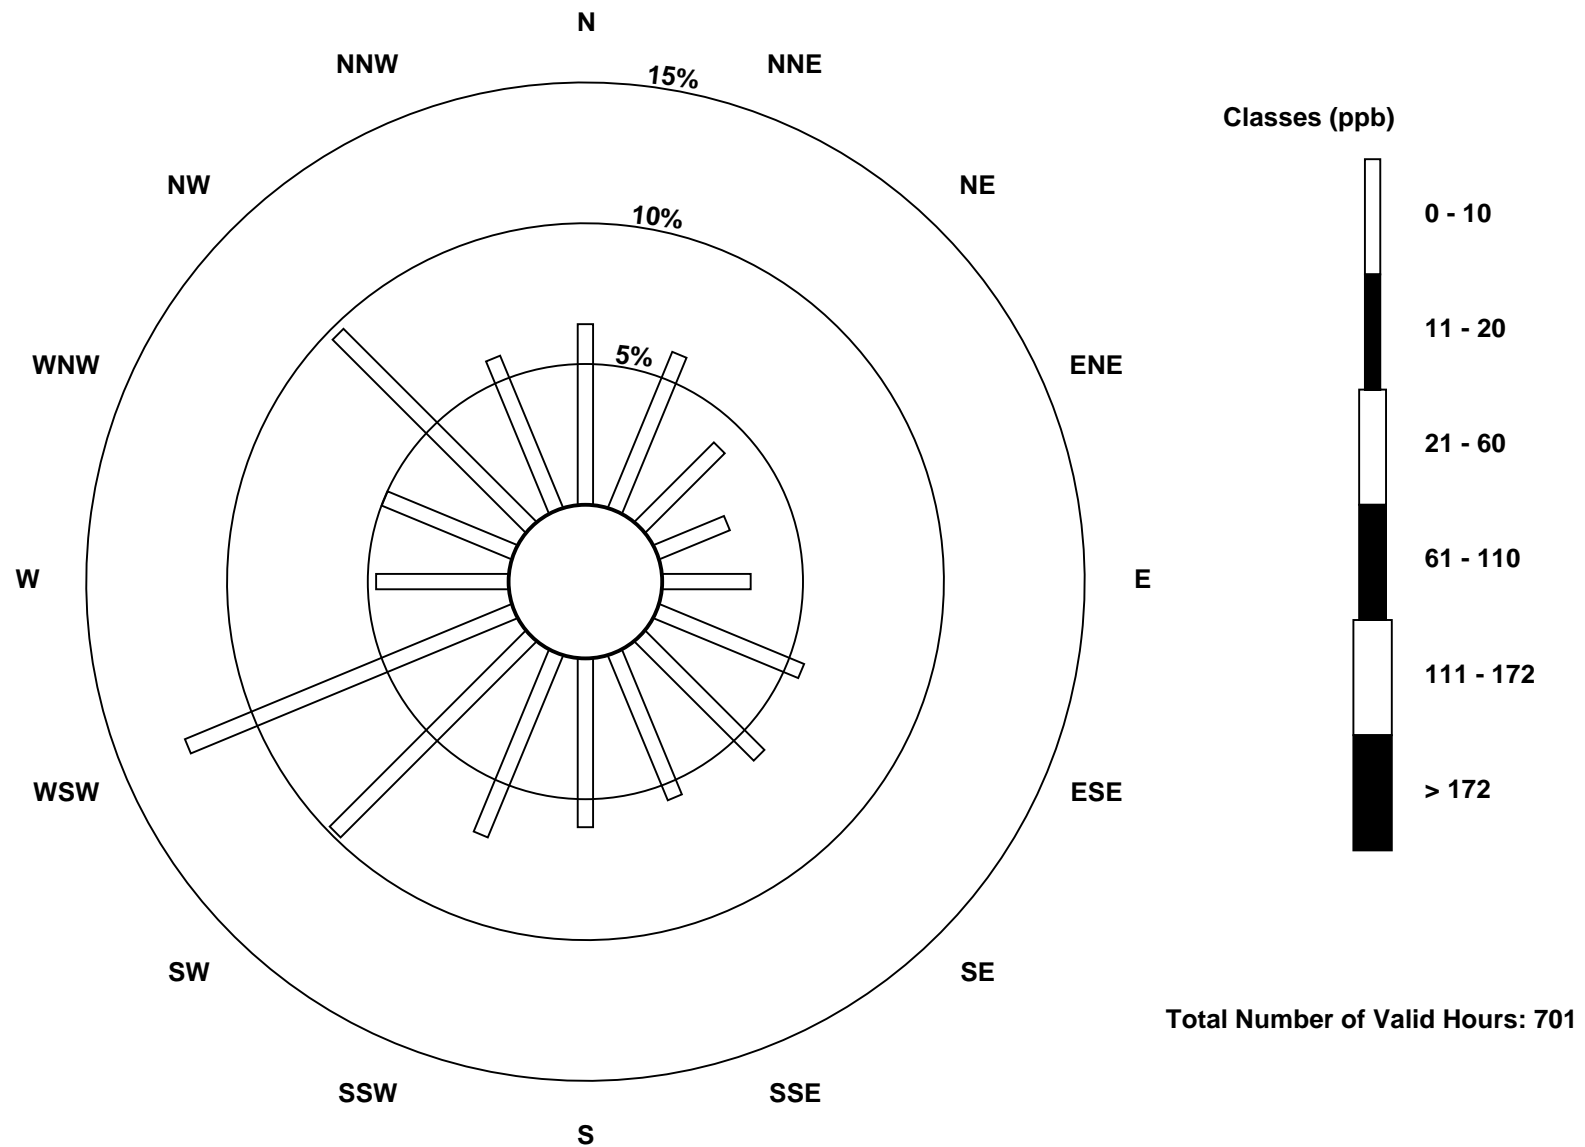 N
NNW
NNE
15%
Classes (ppb)
NW
NE
0 - 10
10%
11 - 20
WNW
5%
ENE
21 - 60
W
E
61 - 110
111 - 172
WSW
ESE
> 172
SW
SE
Total Number of Valid Hours: 701
SSW
SSE
S